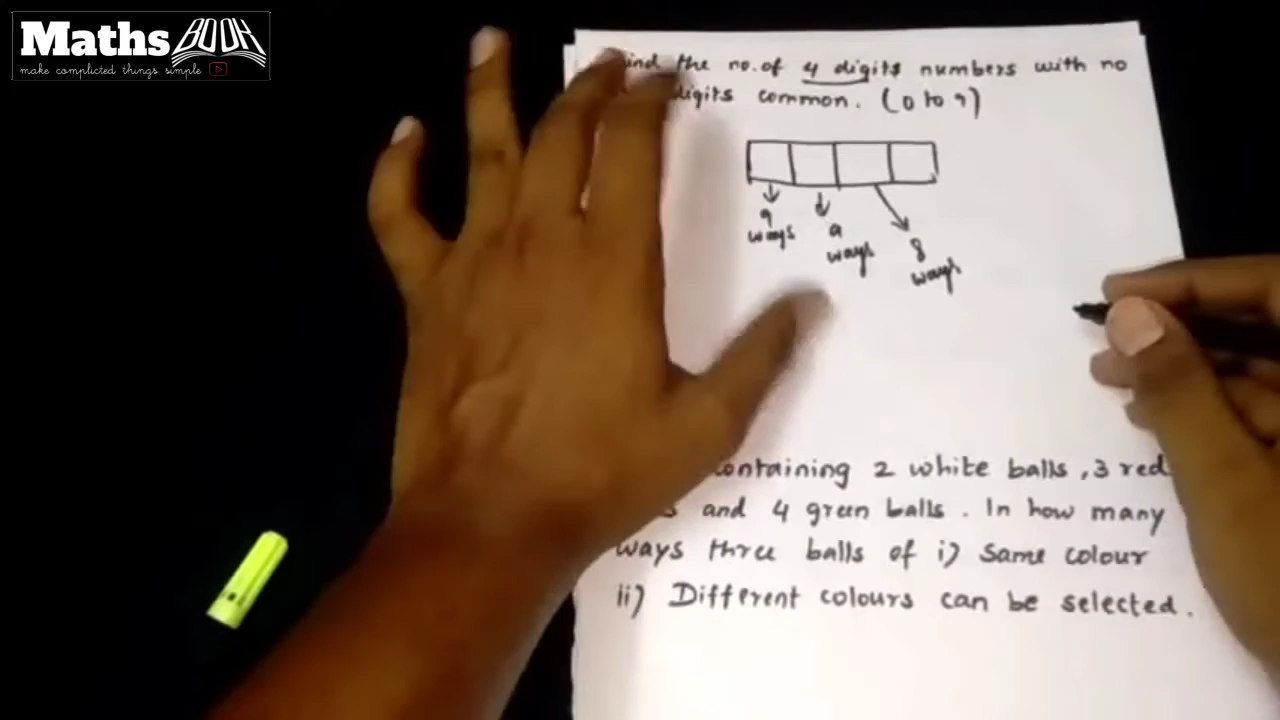 Maths BOOK
make complicted things simple
the no. of 4 digits numbers with no
digits common. (0 to 9)
9 ways
9 ways
8 ways
containing 2 white balls, 3 red
and 4 green balls. In how many
ways three balls of i) Same colour
ii) Different colours can be selected.